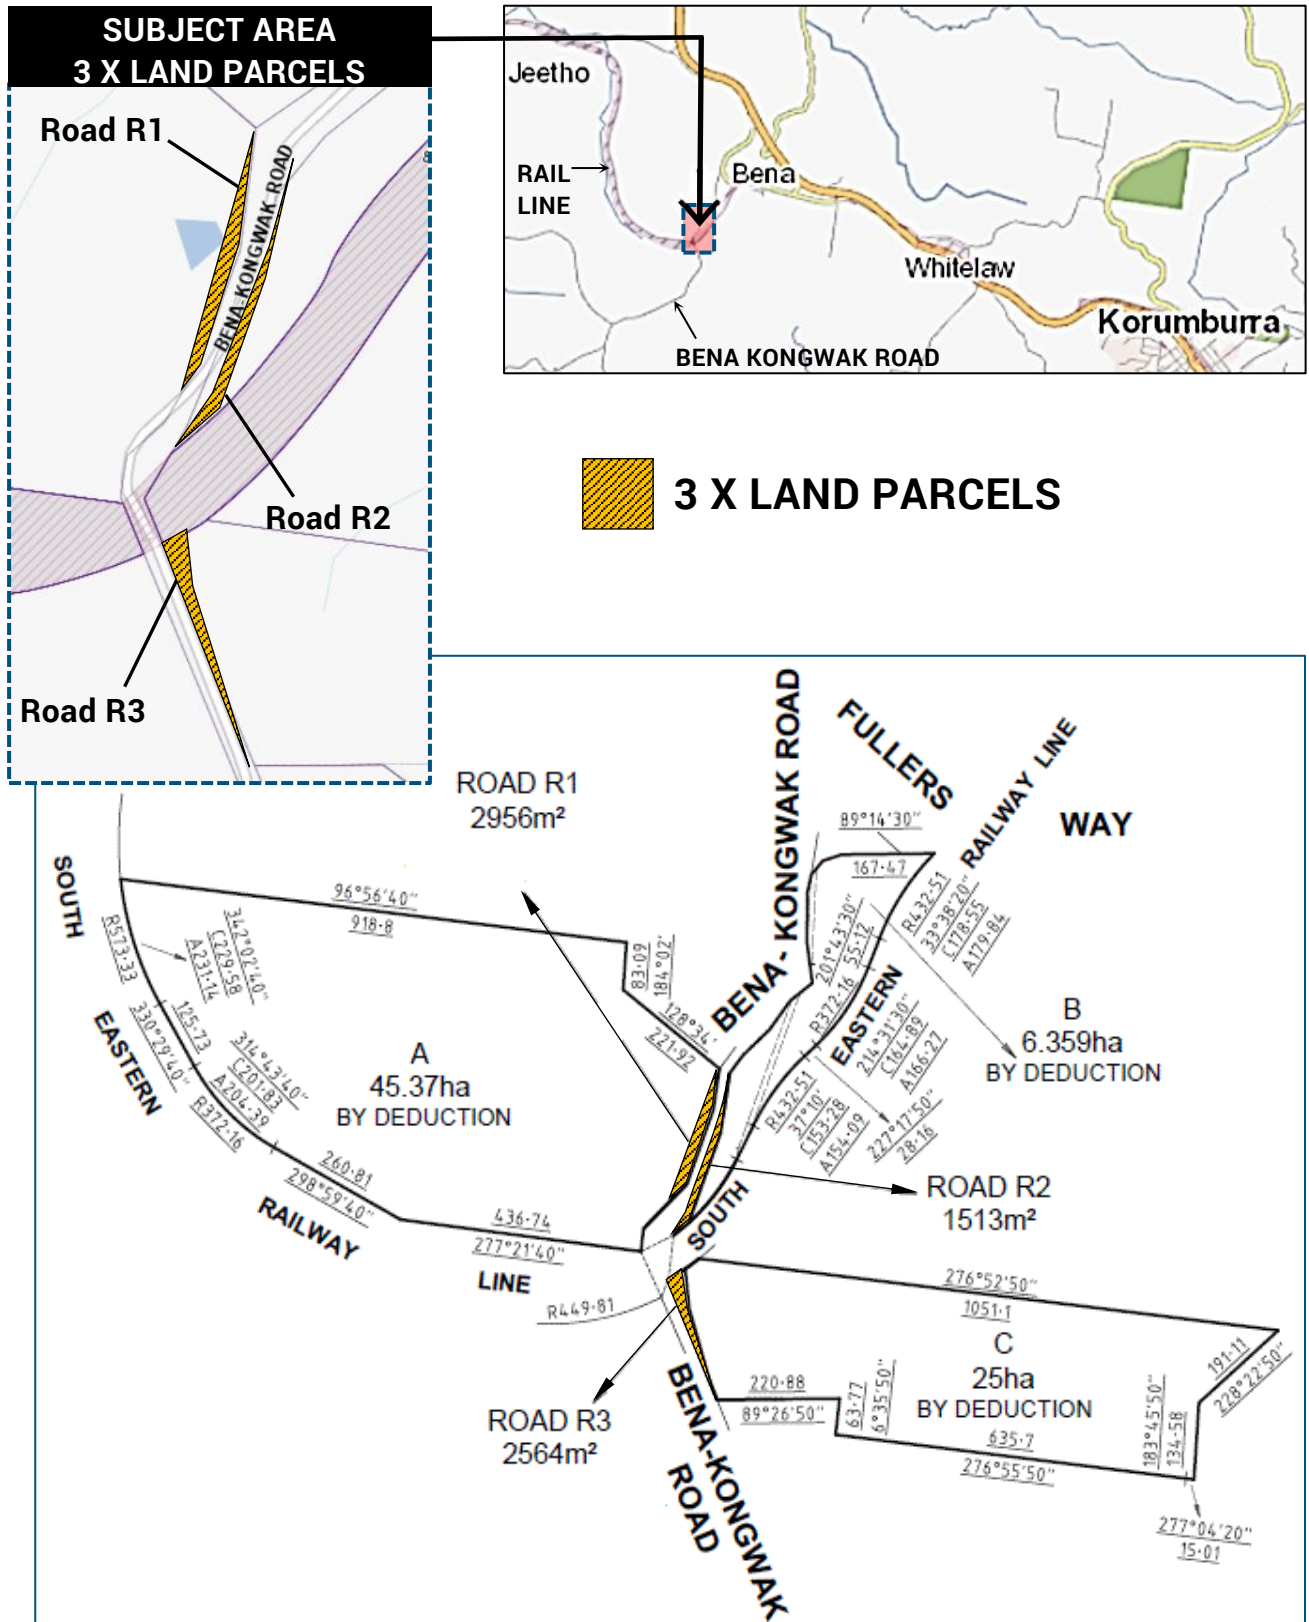 SUBJECT AREA
3 X LAND PARCELS
Road R1
BENA-KONGWAK ROAD
Road R2
Road R3
Jeetho
RAIL
LINE
Bena
Whitelaw
Korumburra
BENA KONGWAK ROAD
3 X LAND PARCELS
ROAD R1
2956m²
BENA - KONGWAK ROAD
FULLERS
WAY
RAILWAY LINE
89°14'30"
167·47
SOUTH
EASTERN
RAILWAY
LINE
96°56'40"
918·8
R573·33
342°02'40"
C229·58
A231·14
83·09
184°02'
128°34'
221·92
330°29'40"
125·73
314°43'40"
C201·83
A204·39
R372·16
260·81
298°59'40"
436·74
277°21'40"
A
45.37ha
BY DEDUCTION
201°43'30"
55·12
R432·51
33°38'20"
C178·55
A179·84
R372·16
214°31'30"
C164·89
A166·27
EASTERN
B
6.359ha
BY DEDUCTION
R432·51
37°10'
C153·28
A154·09
227°17'50"
28·16
SOUTH
ROAD R2
1513m²
R449·81
276°52'50"
1051·1
C
25ha
BY DEDUCTION
191·11
228°22'50"
220·88
89°26'50"
63·77
6°35'50"
635·7
276°55'50"
183°45'50"
134·58
277°04'20"
15·01
ROAD R3
2564m²
BENA-KONGWAK
ROAD